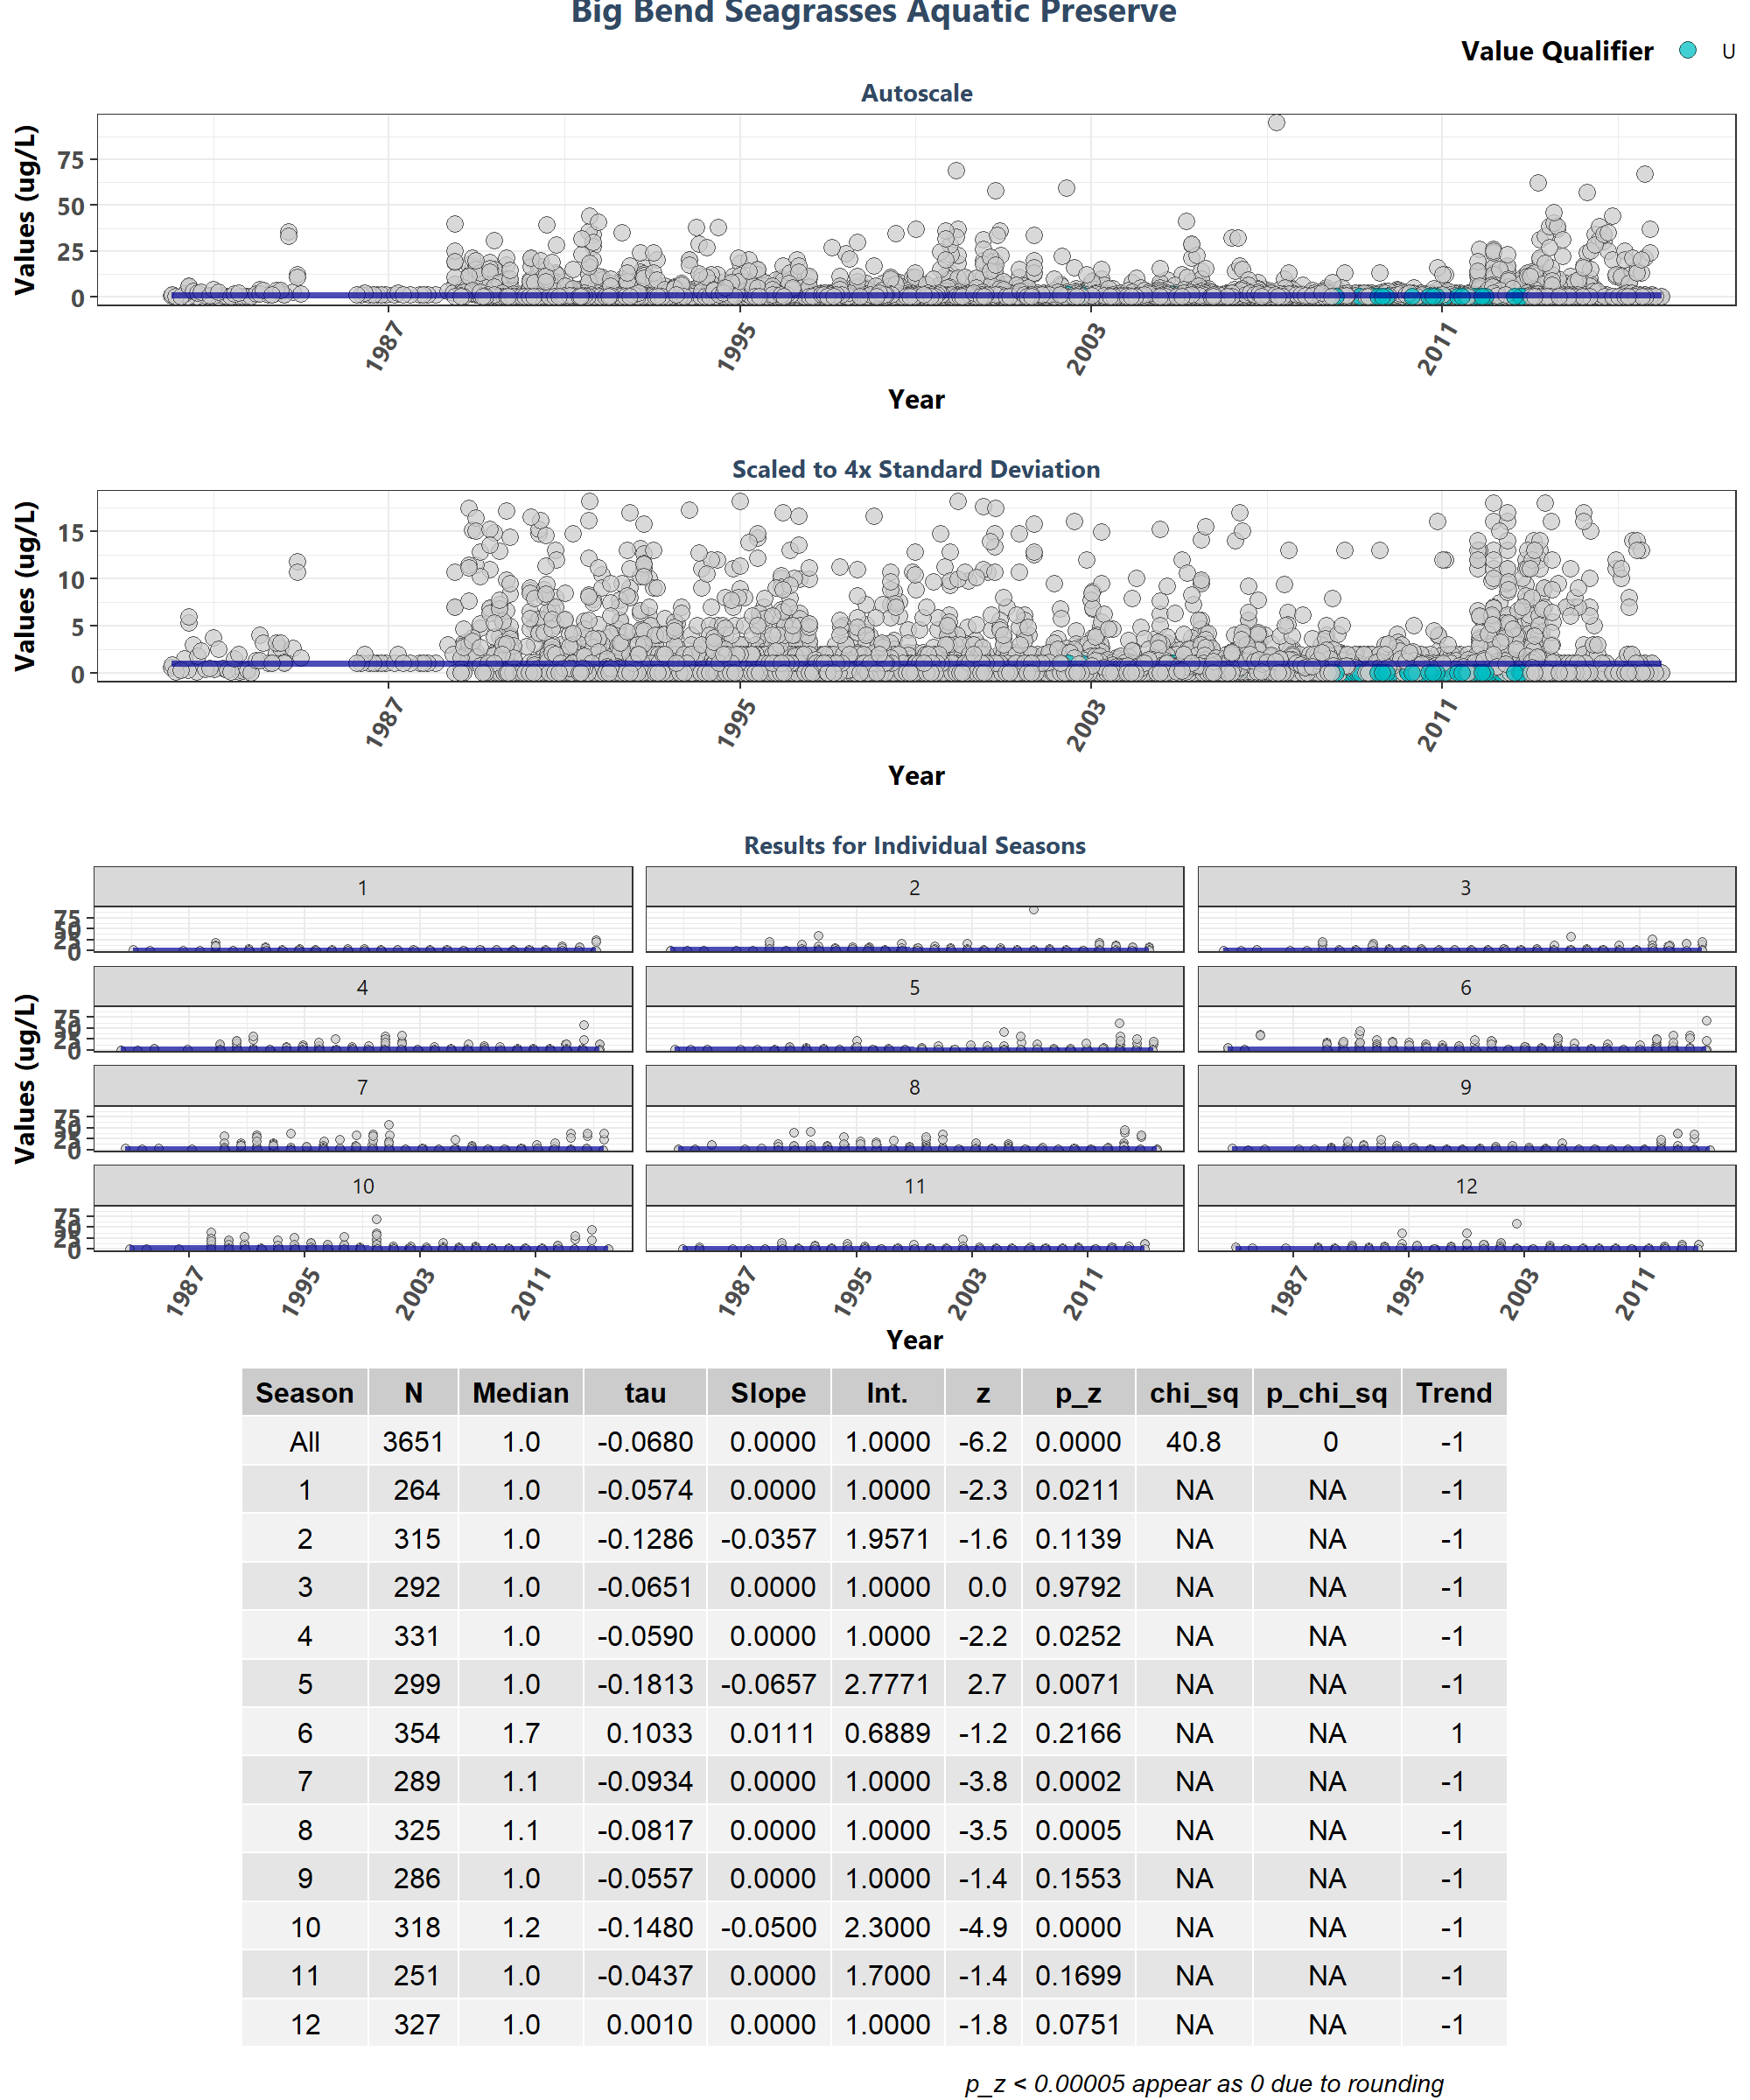 Big Bend Seagrasses Aquatic Preserve
Value Qualifier U
Autoscale
Values (ug/L)
75
50
25
0
1987 1995 2003 2011
Year
Scaled to 4x Standard Deviation
Values (ug/L)
15
10
5
0
1987 1995 2003 2011
Year
Results for Individual Seasons
Values (ug/L)
1 2 3
75
50
25
0
4 5 6
75
50
25
0
7 8 9
75
50
25
0
10 11 12
75
50
25
0
1987 1995 2003 2011 1987 1995 2003 2011 1987 1995 2003 2011
Year
Season N Median tau Slope Int. z p_z chi_sq p_chi_sq Trend
All 3651 1.0 -0.0680 0.0000 1.0000 -6.2 0.0000 40.8 0 -1
1 264 1.0 -0.0574 0.0000 1.0000 -2.3 0.0211 NA NA -1
2 315 1.0 -0.1286 -0.0357 1.9571 -1.6 0.1139 NA NA -1
3 292 1.0 -0.0651 0.0000 1.0000 0.0 0.9792 NA NA -1
4 331 1.0 -0.0590 0.0000 1.0000 -2.2 0.0252 NA NA -1
5 299 1.0 -0.1813 -0.0657 2.7771 2.7 0.0071 NA NA -1
6 354 1.7 0.1033 0.0111 0.6889 -1.2 0.2166 NA NA 1
7 289 1.1 -0.0934 0.0000 1.0000 -3.8 0.0002 NA NA -1
8 325 1.1 -0.0817 0.0000 1.0000 -3.5 0.0005 NA NA -1
9 286 1.0 -0.0557 0.0000 1.0000 -1.4 0.1553 NA NA -1
10 318 1.2 -0.1480 -0.0500 2.3000 -4.9 0.0000 NA NA -1
11 251 1.0 -0.0437 0.0000 1.7000 -1.4 0.1699 NA NA -1
12 327 1.0 0.0010 0.0000 1.0000 -1.8 0.0751 NA NA -1
p_z < 0.00005 appear as 0 due to rounding